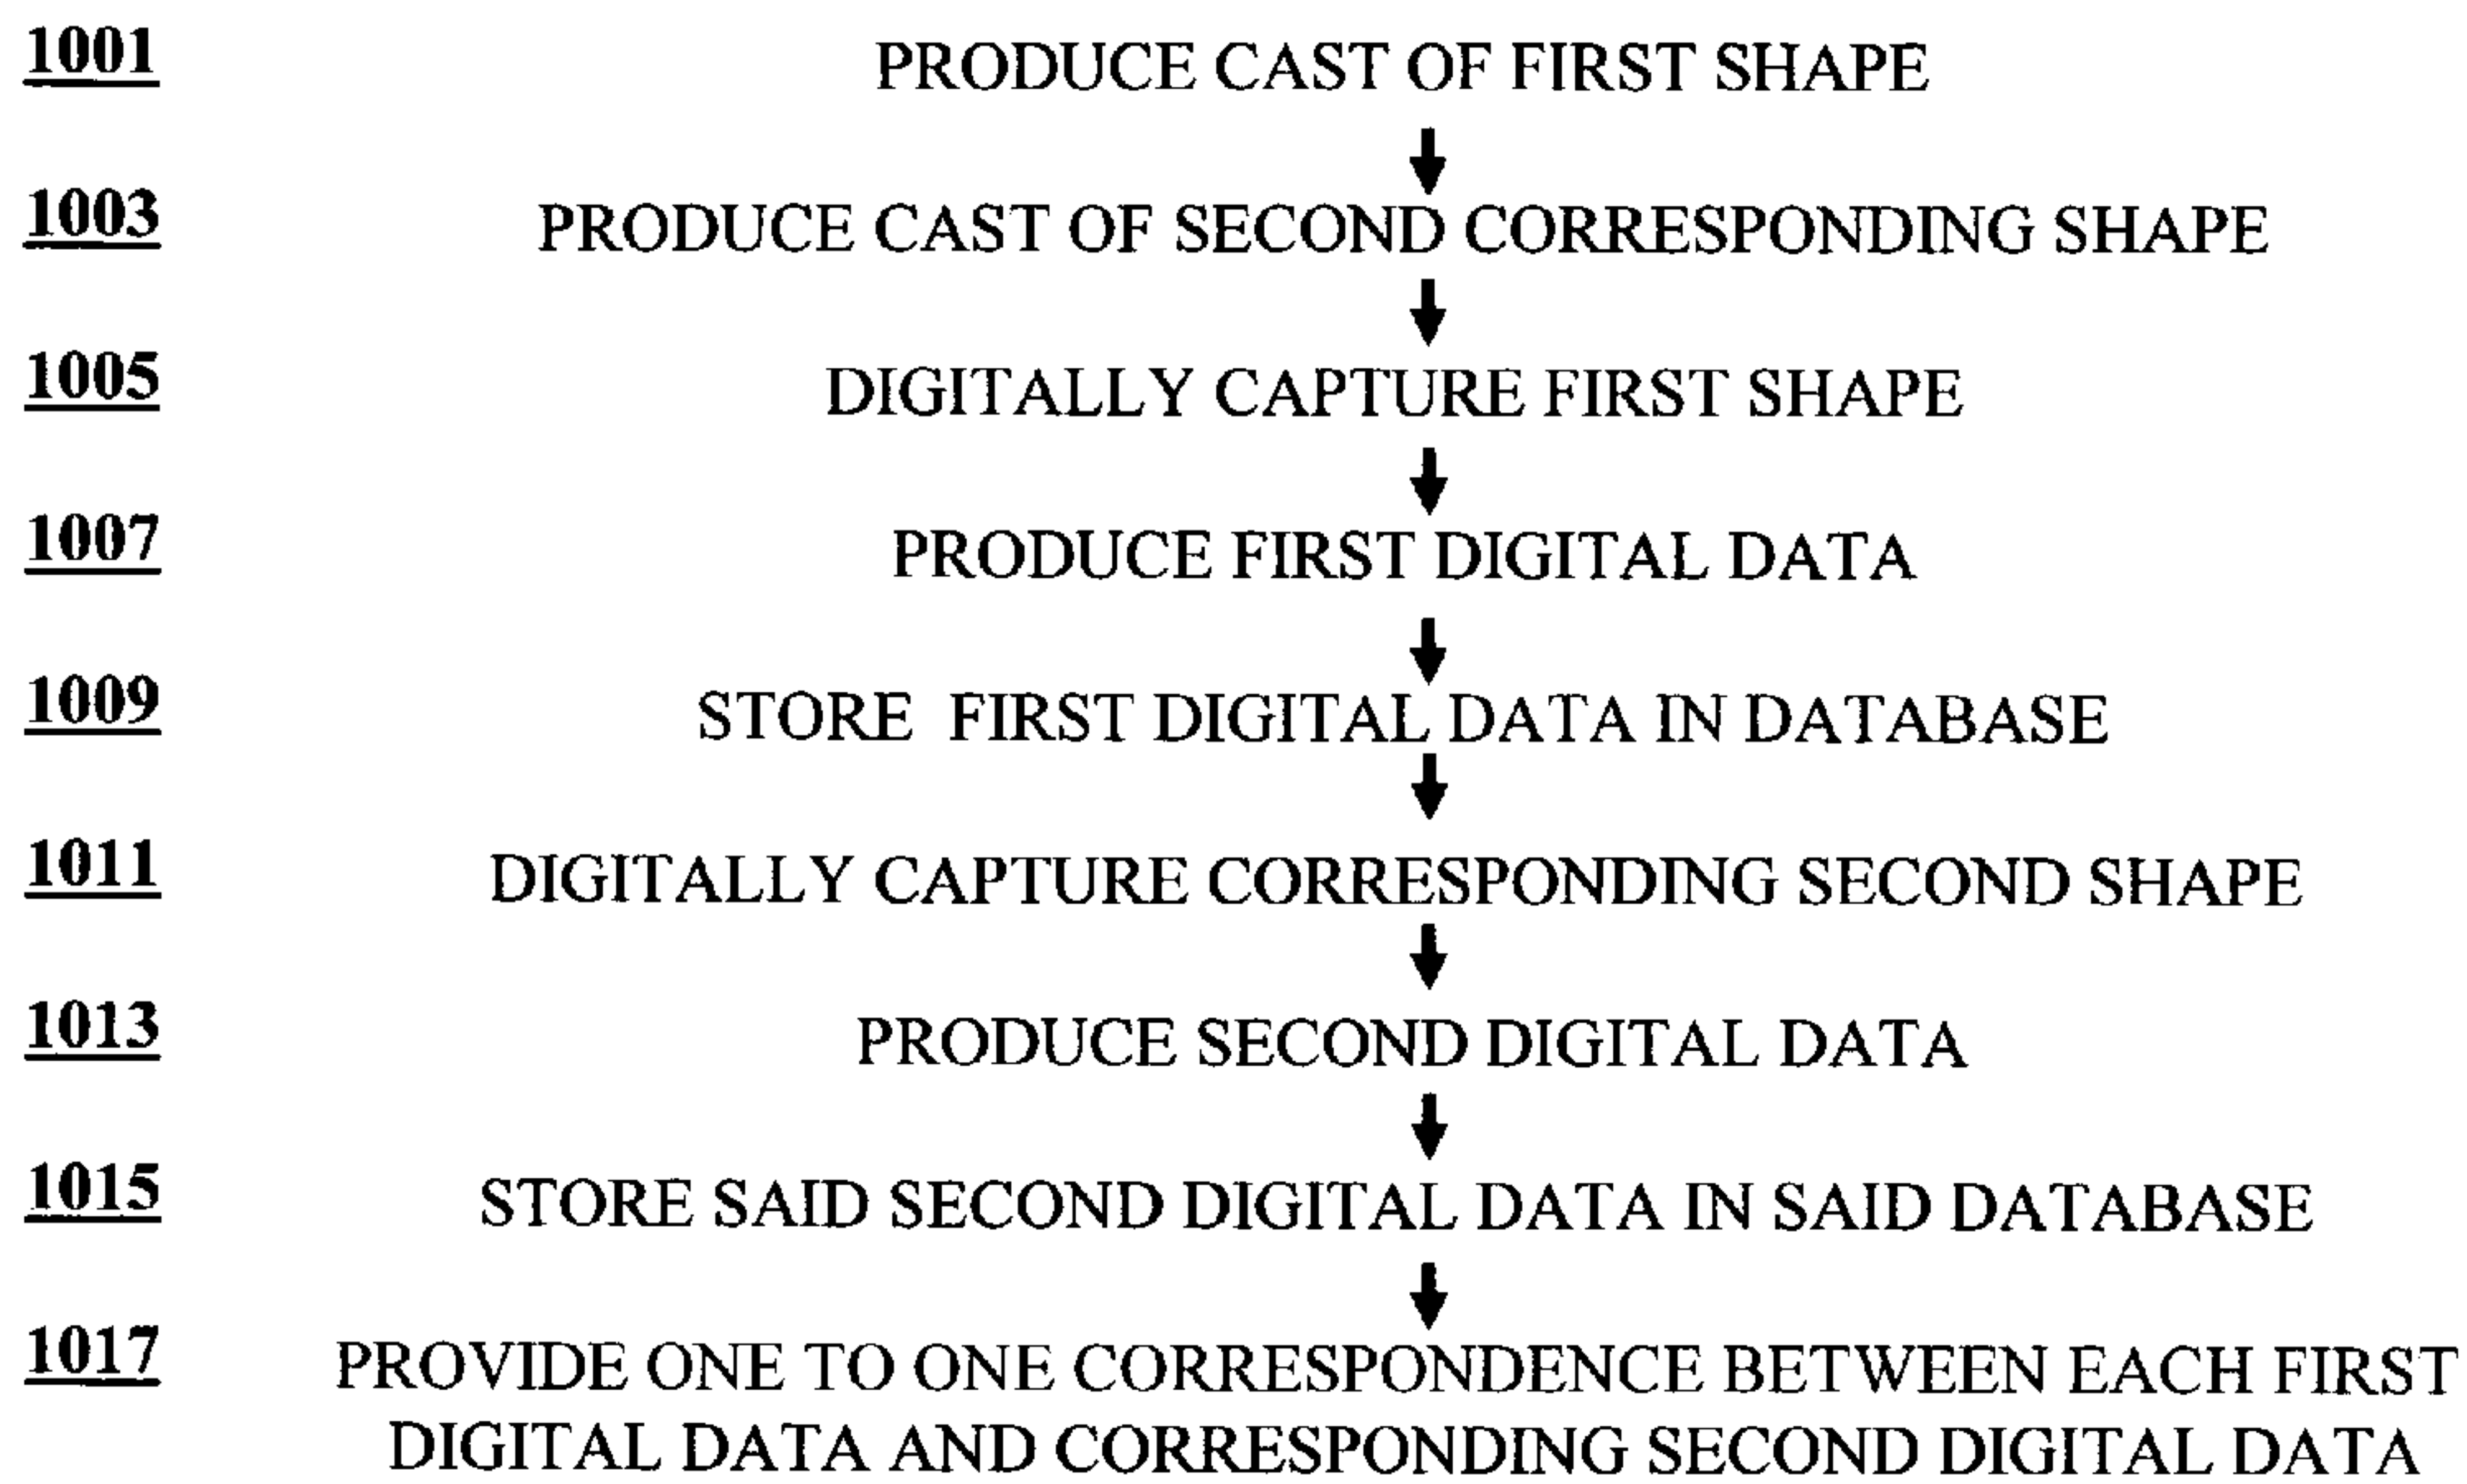 1001 PRODUCE CAST OF FIRST SHAPE
1003 PRODUCE CAST OF SECOND CORRESPONDING SHAPE
1005 DIGITALLY CAPTURE FIRST SHAPE
1007 PRODUCE FIRST DIGITAL DATA
1009 STORE FIRST DIGITAL DATA IN DATABASE
1011 DIGITALLY CAPTURE CORRESPONDING SECOND SHAPE
1013 PRODUCE SECOND DIGITAL DATA
1015 STORE SAID SECOND DIGITAL DATA IN SAID DATABASE
1017 PROVIDE ONE TO ONE CORRESPONDENCE BETWEEN EACH FIRST
DIGITAL DATA AND CORRESPONDING SECOND DIGITAL DATA